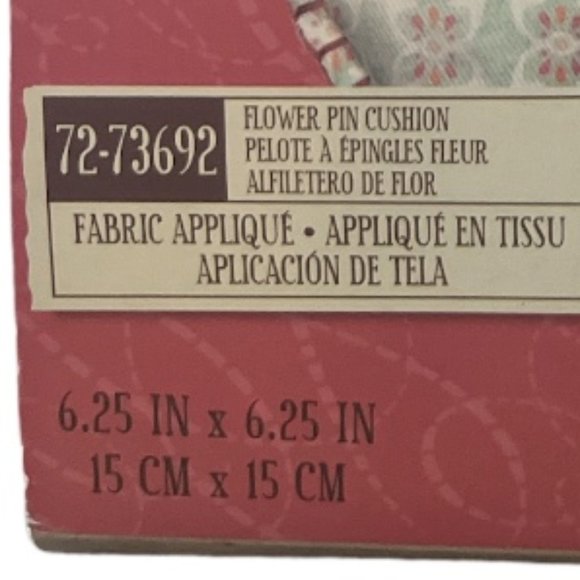 72-73692
FLOWER PIN CUSHION
PELOTE À ÉPINGLES FLEUR
ALFILETERO DE FLOR
FABRIC APPLIQUÉ • APPLIQUÉ EN TISSU
APLICACIÓN DE TELA
6.25 IN x 6.25 IN
15 CM x 15 CM